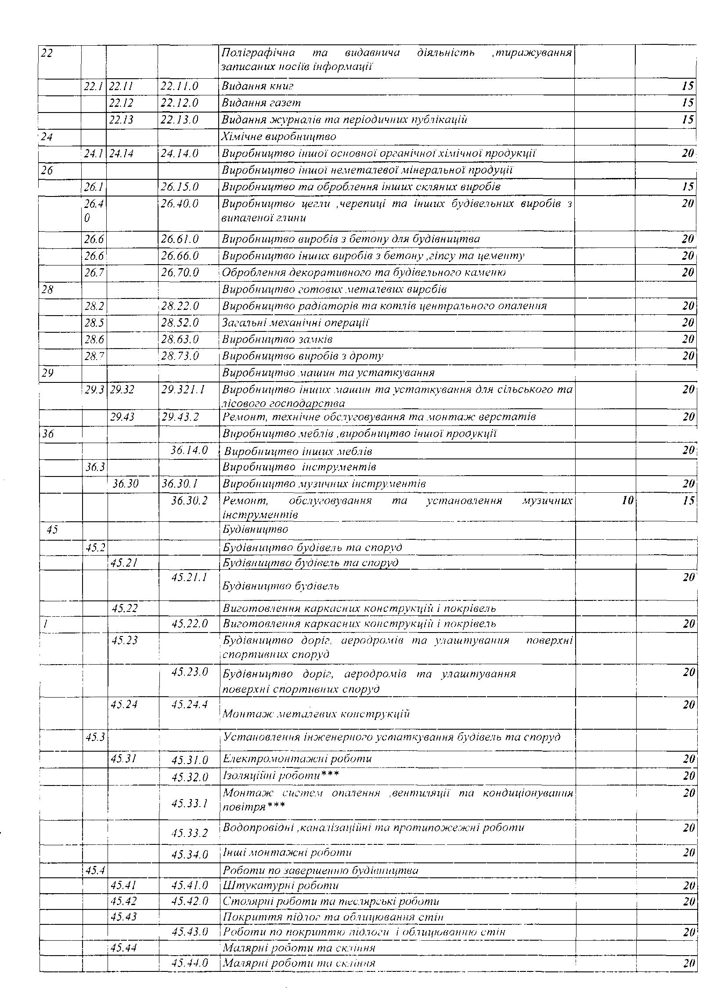 22 Поліграфічна та видавнича діяльність ,тиражування
записаних носіїв інформації
22.1 22.11 22.11.0 Видання книг 15
22.12 22.12.0 Видання газет 15
22.13 22.13.0 Видання журналів та періодичних публікацій 15
24 Хімічне виробництво
24.1 24.14 24.14.0 Виробництво іншої основної органічної хімічної продукції 20
26 Виробництво іншої неметалевої мінеральної продуції
26.1 26.15.0 Виробництво та оброблення інших скляних виробів 15
26.4 26.40.0 Виробництво цегли ,черепиці та інших будівельних виробів з 20
0 випаленої глини
26.6 26.61.0 Виробництво виробів з бетону для будівництва 20
26.6 26.66.0 Виробництво інших виробів з бетону ,гіпсу та цементу 20
26.7 26.70.0 Оброблення декоративного та будівельного каменю 20
28 Виробництво готових металевих виробів
28.2 28.22.0 Виробництво радіаторів та котлів центрального опалення 20
28.5 28.52.0 Загальні механічні операції 20
28.6 28.63.0 Виробництво замків 20
28.7 28.73.0 Виробництво виробів з дроту 20
29 Виробництво машин та устаткування
29.3 29.32 29.321.1 Виробництво інших машин та устаткування для сільського та 20
лісового господарства
29.43 29.43.2 Ремонт, технічне обслуговування та монтаж верстатів 20
36 Виробництво меблів ,виробництво іншої продукції
36.14.0 Виробництво інших меблів 20
36.3 Виробництво інструментів
36.30 36.30.1 Виробництво музичних інструментів 20
36.30.2 Ремонт, обслуговування та установлення музичних 10 15
інструментів
45 Будівництво
45.2 Будівництво будівель та споруд
45.21 Будівництво будівель та споруд
45.21.1 Будівництво будівель 20
45.22 Виготовлення каркасних конструкцій і покрівель
1 45.22.0 Виготовлення каркасних конструкцій і покрівель 20
45.23 Будівництво доріг, аеродромів та улаштування поверхні
спортивних споруд
45.23.0 Будівництво доріг, аеродромів та улаштування 20
поверхні спортивних споруд
45.24 45.24.4 Монтаж металевих конструкцій 20
45.3 Установлення інженерного устаткування будівель та споруд
45.31 45.31.0 Електромонтажні роботи 20
45.32.0 Ізоляційні роботи*** 20
45.33.1 Монтаж систем опалення ,вентиляції та кондиціонування 20
повітря***
45.33.2 Водопровідні ,каналізаційні та протипожежні роботи 20
45.34.0 Інші монтажні роботи 20
45.4 Роботи по завершенню будівництва
45.41 45.41.0 Штукатурні роботи 20
45.42 45.42.0 Столярні роботи та теслярські роботи 20
45.43 Покриття підлог та облицювання стін
45.43.0 Роботи по покриттю підлоги і облицюванню стін 20
45.44 Малярні роботи та скління
45.44.0 Малярні роботи та скління 20